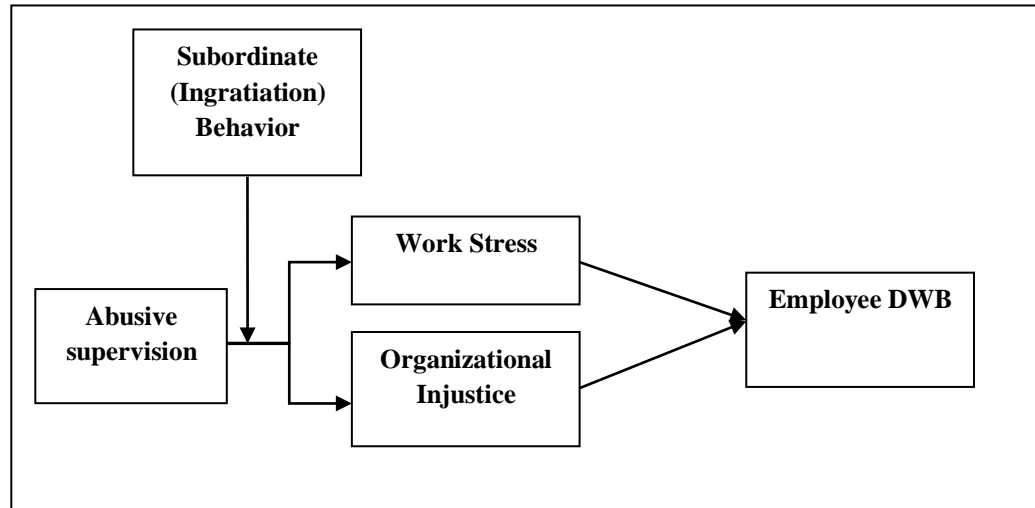 Subordinate
(Ingratiation)
Behavior
Work Stress
Employee DWB
Abusive
supervision
Organizational
Injustice